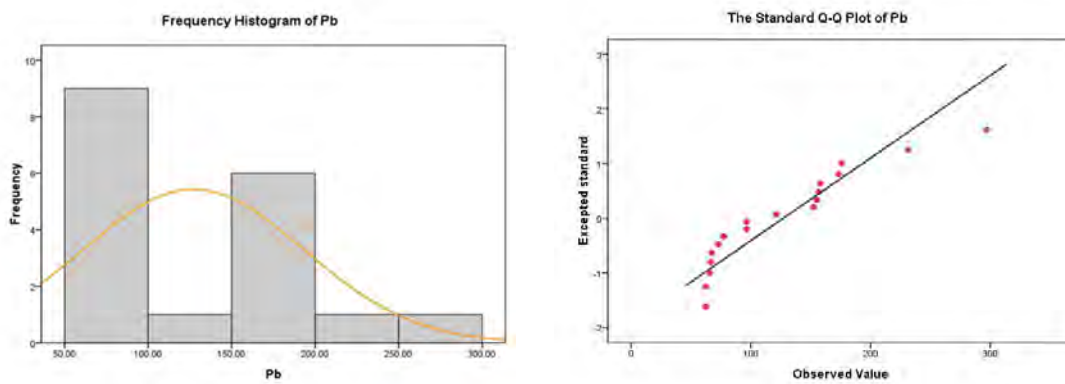 Frequency Histogram of Pb
10
8
6
4
2
0
Frequency
50.00 100.00 150.00 200.00 250.00 300.00
Pb
The Standard Q-Q Plot of Pb
3
2
1
0
-1
-2
Excepted standard
0 100 200 300
Observed Value